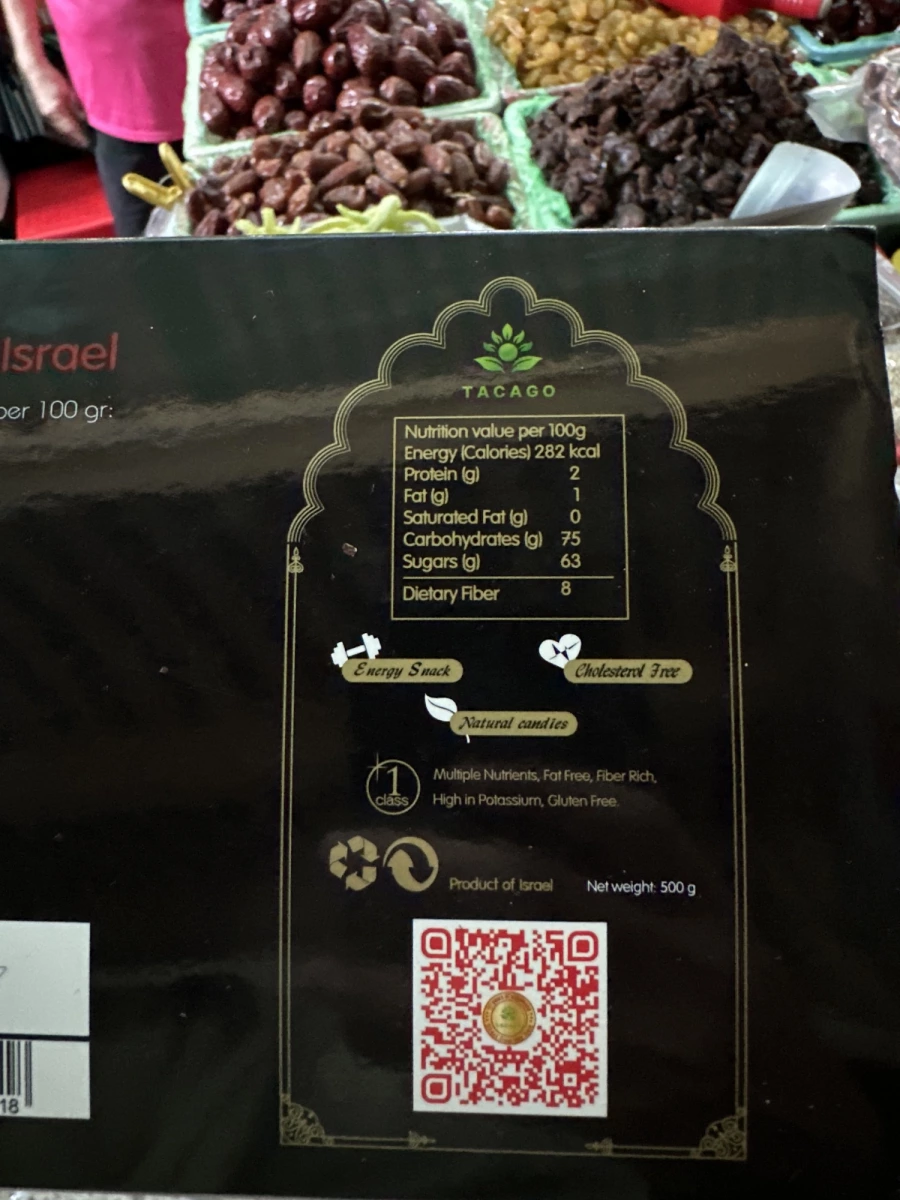 Israel
per 100 gr:
TACAGO
Nutrition value per 100g
Energy (Calories) 282 kcal
Protein (g) 2
Fat (g) 1
Saturated Fat (g) 0
Carbohydrates (g) 75
Sugars (g) 63
Dietary Fiber 8
Energy Snack
Cholesterol Free
Natural candies
1
class
Multiple Nutrients, Fat Free, Fiber Rich,
High in Potassium, Gluten Free.
Product of Israel
Net weight: 500 g
7
18